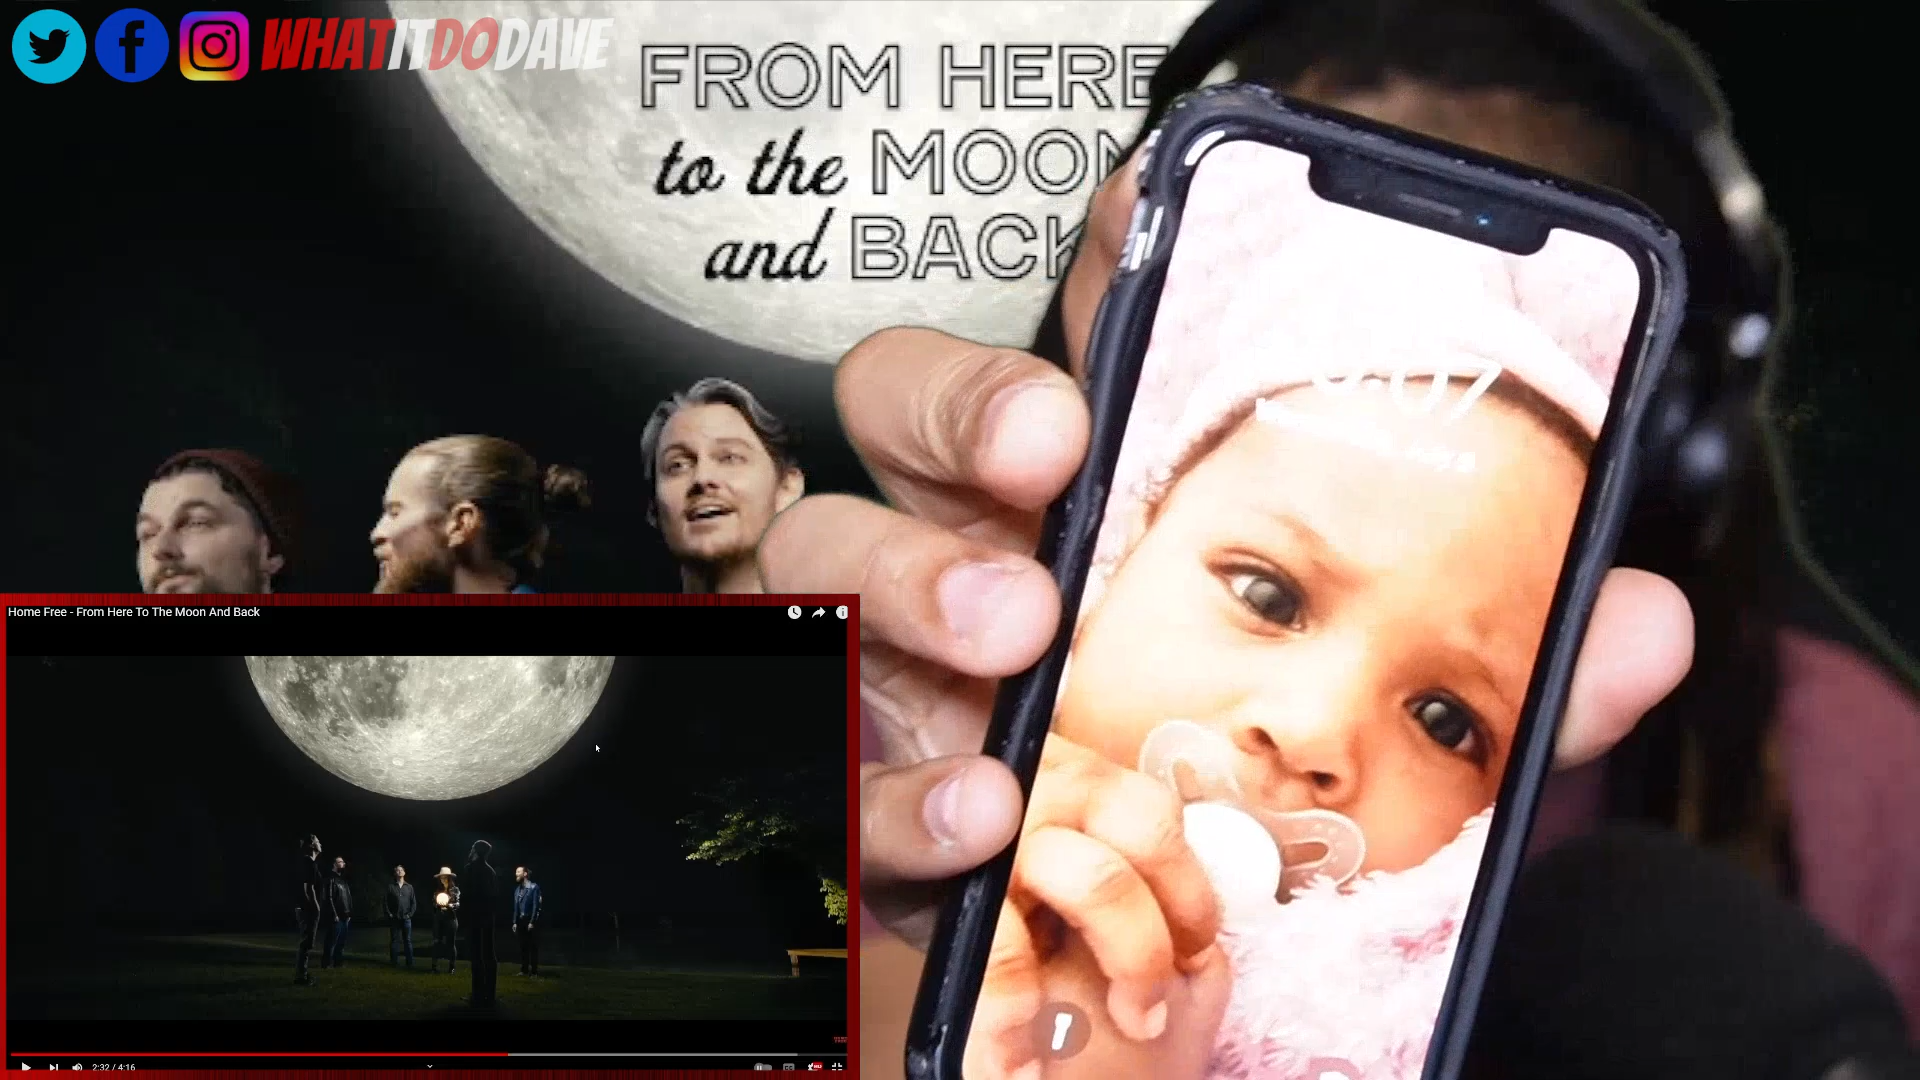 WHATITDODAVE
FROM HERE
to the MOON
and BACK
Home Free - From Here To The Moon And Back
2:32 / 4:16